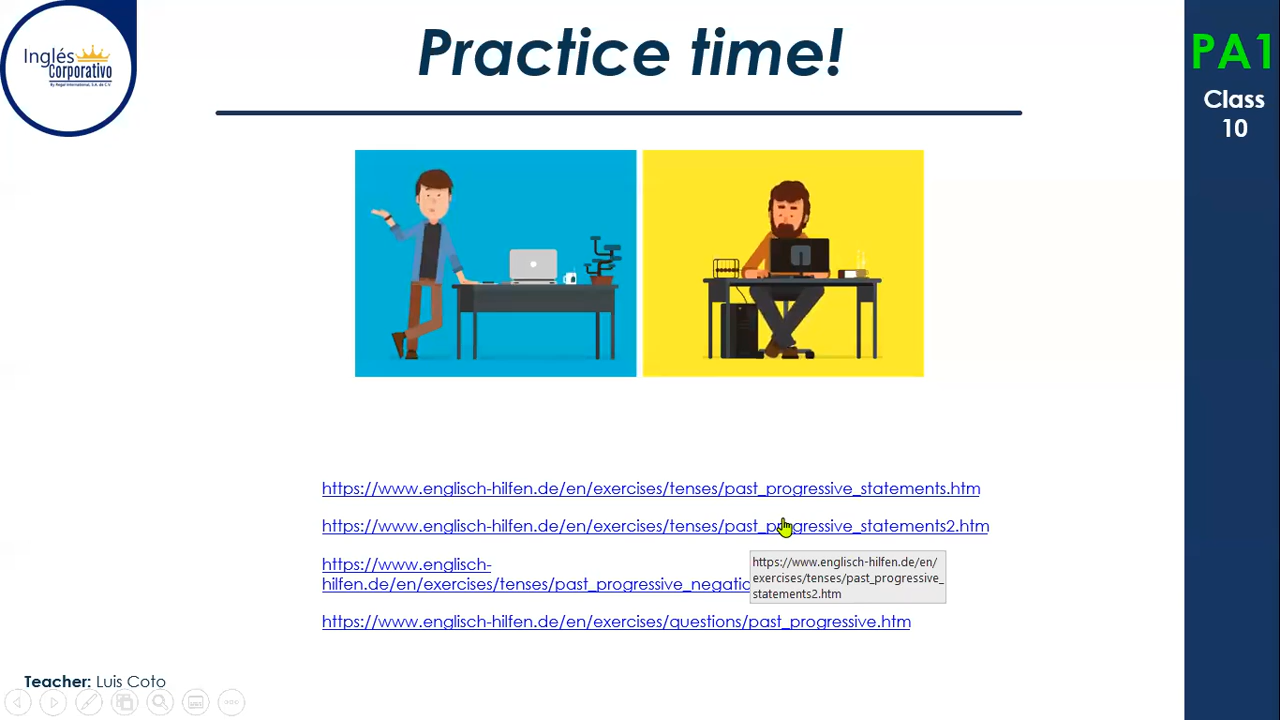 Practice time!
Inglés
Corporativo
By Regal International, S.A. de C.V.
PA1
Class
10
https://www.englisch-hilfen.de/en/exercises/tenses/past_progressive_statements.htm
https://www.englisch-hilfen.de/en/exercises/tenses/past_progressive_statements2.htm
https://www.englisch-
hilfen.de/en/exercises/tenses/past_progressive_negatio
https://www.englisch-hilfen.de/en/
exercises/tenses/past_progressive_
statements2.htm
https://www.englisch-hilfen.de/en/exercises/questions/past_progressive.htm
Teacher: Luis Coto